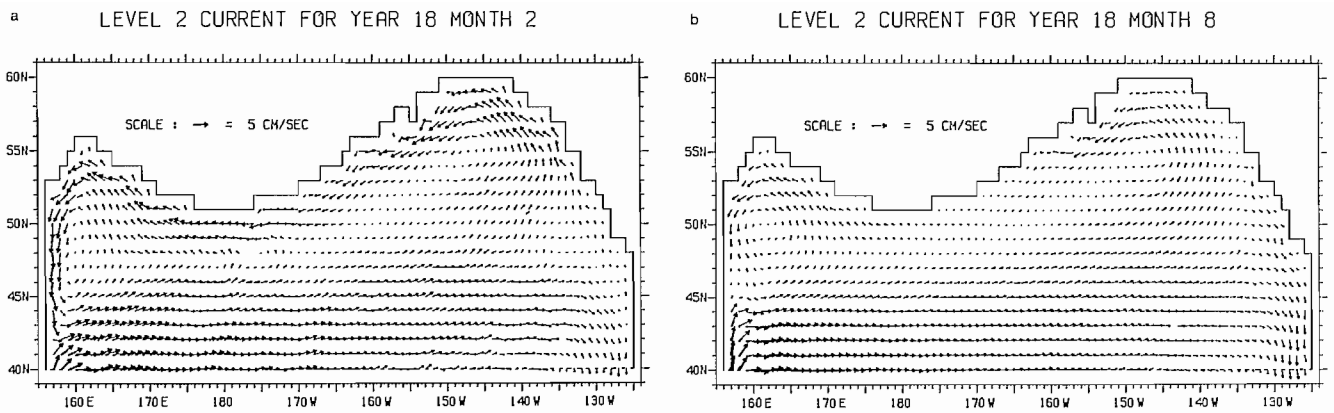 a
LEVEL 2 CURRENT FOR YEAR 18 MONTH 2
60N
55N
50N
45N
40N
SCALE : → = 5 CM/SEC
160E 170E 180 170W 160W 150W 140W 130W
b
LEVEL 2 CURRENT FOR YEAR 18 MONTH 8
60N
55N
50N
45N
40N
SCALE : → = 5 CM/SEC
160E 170E 180 170W 160W 150W 140W 130W